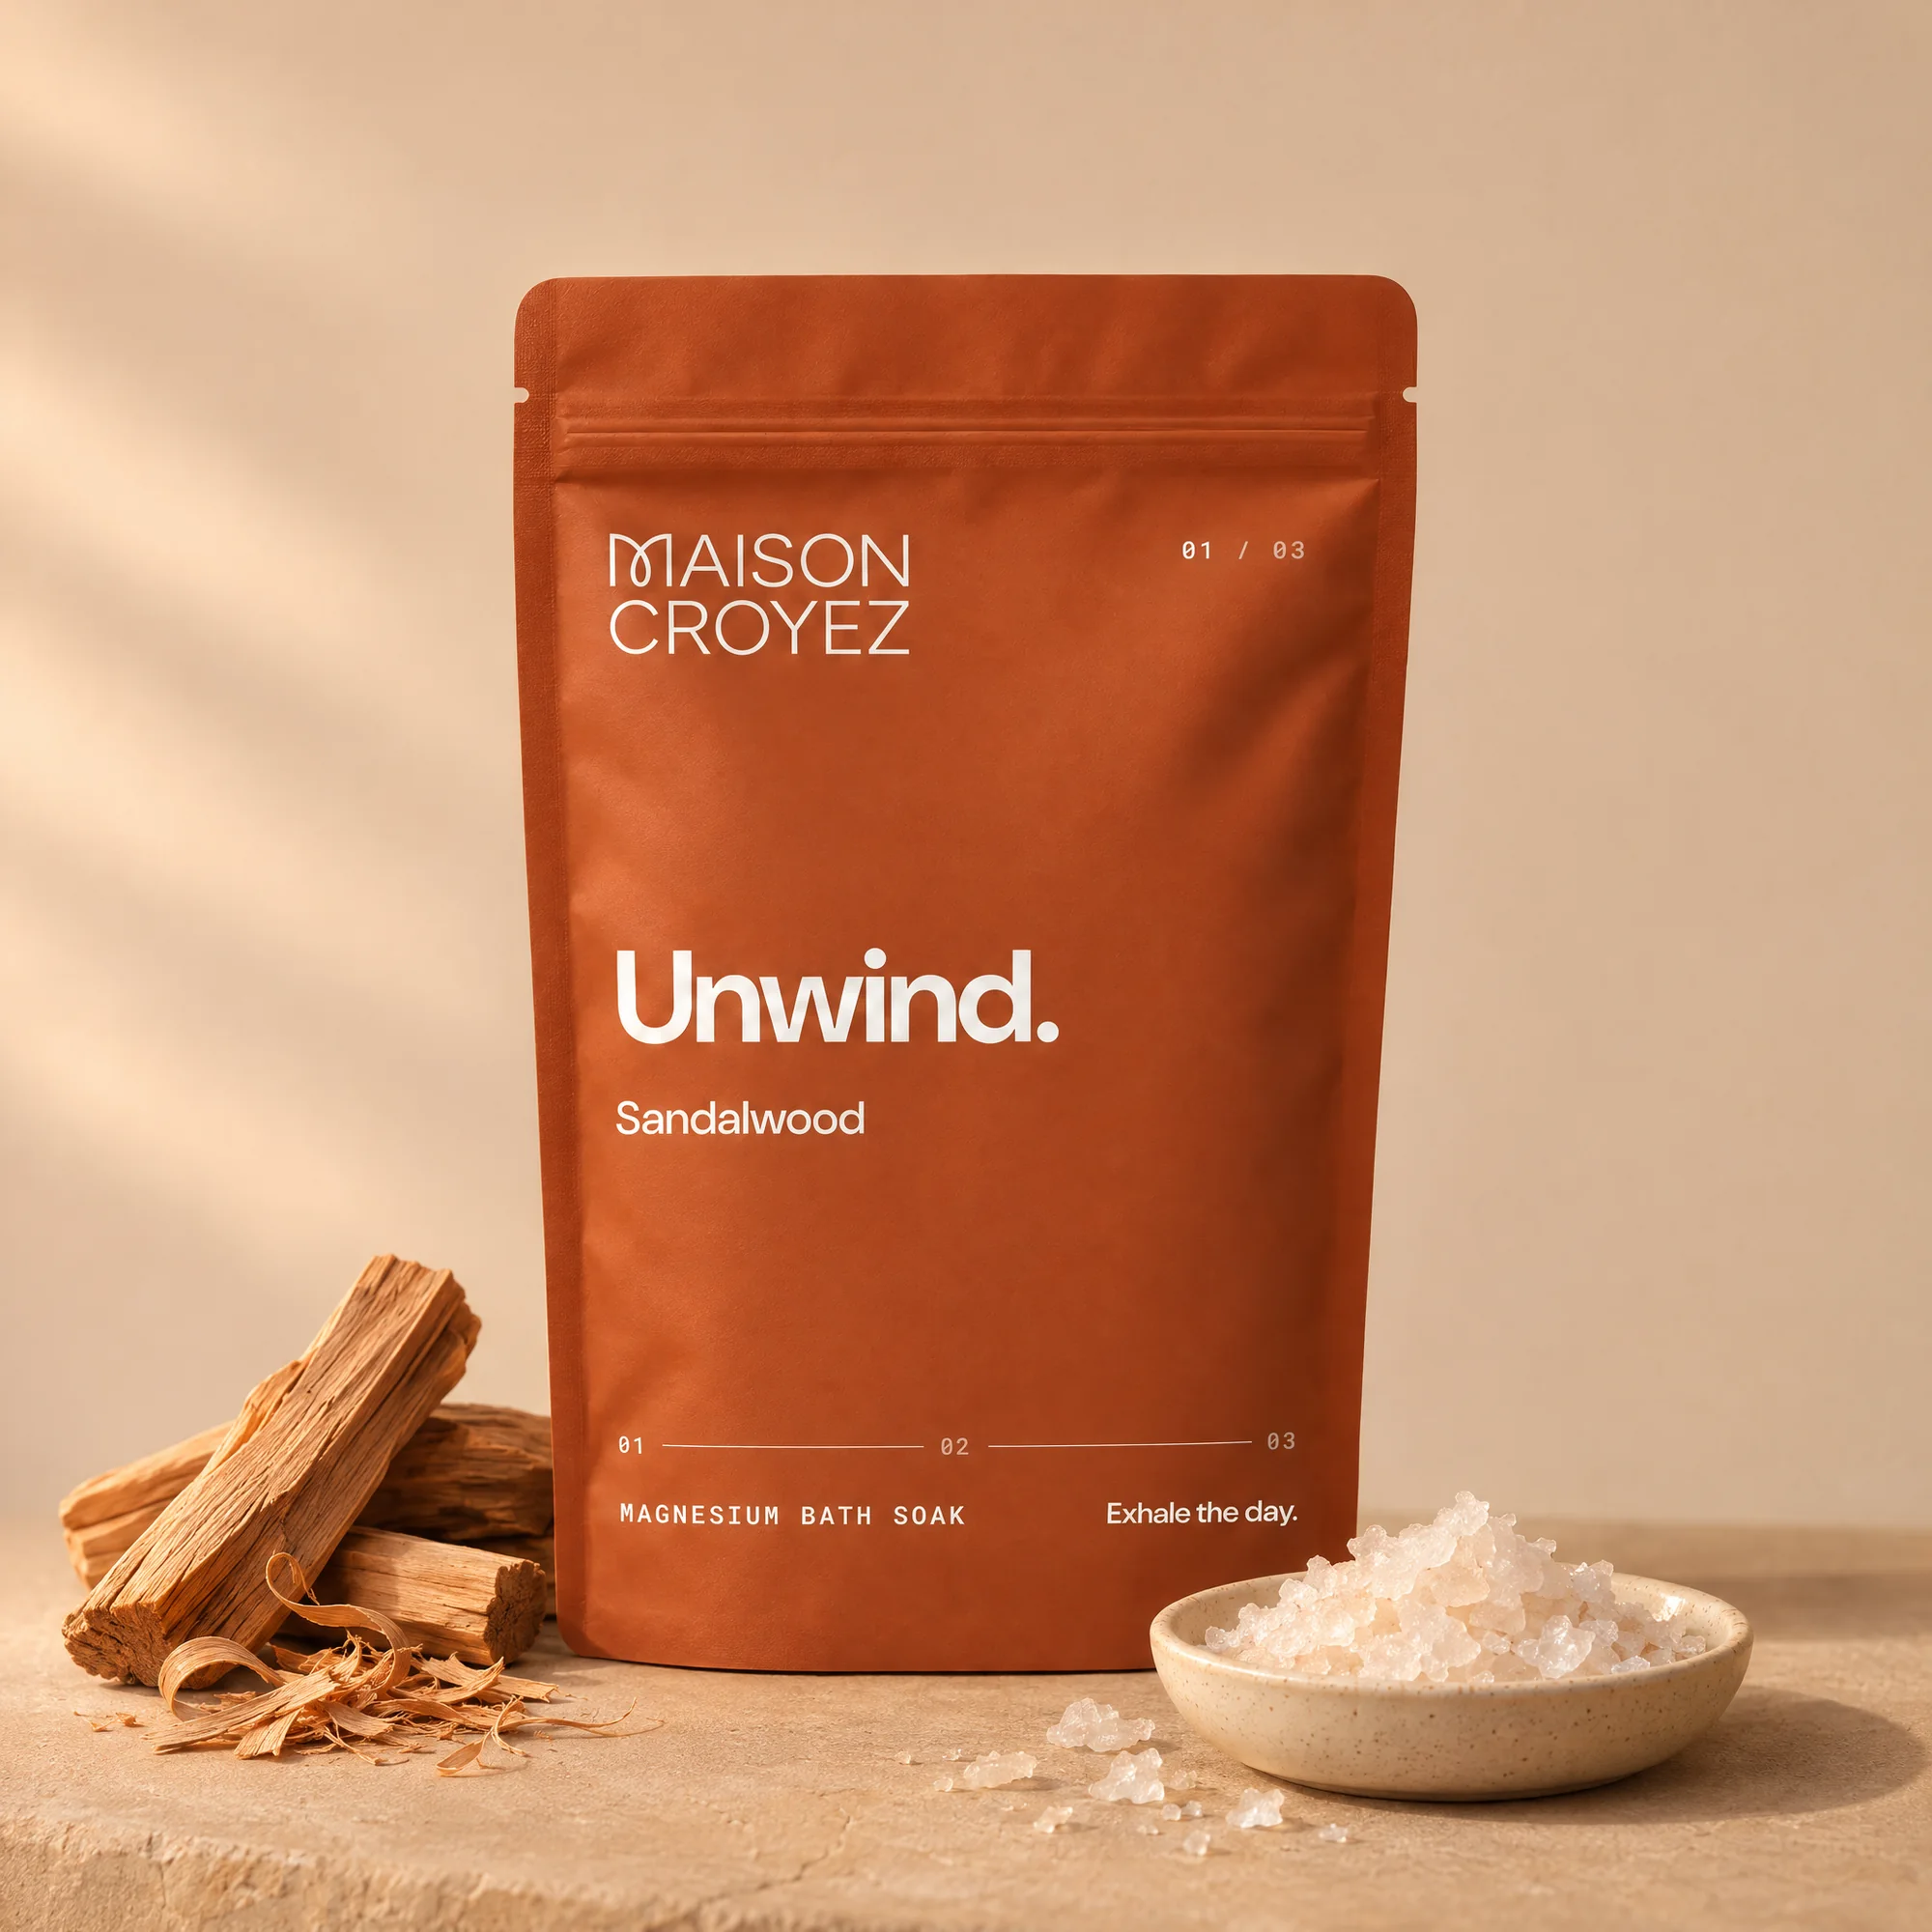 MAISON
CROYEZ
01 / 03
Unwind.
Sandalwood
01 02 03
MAGNESIUM BATH SOAK
Exhale the day.